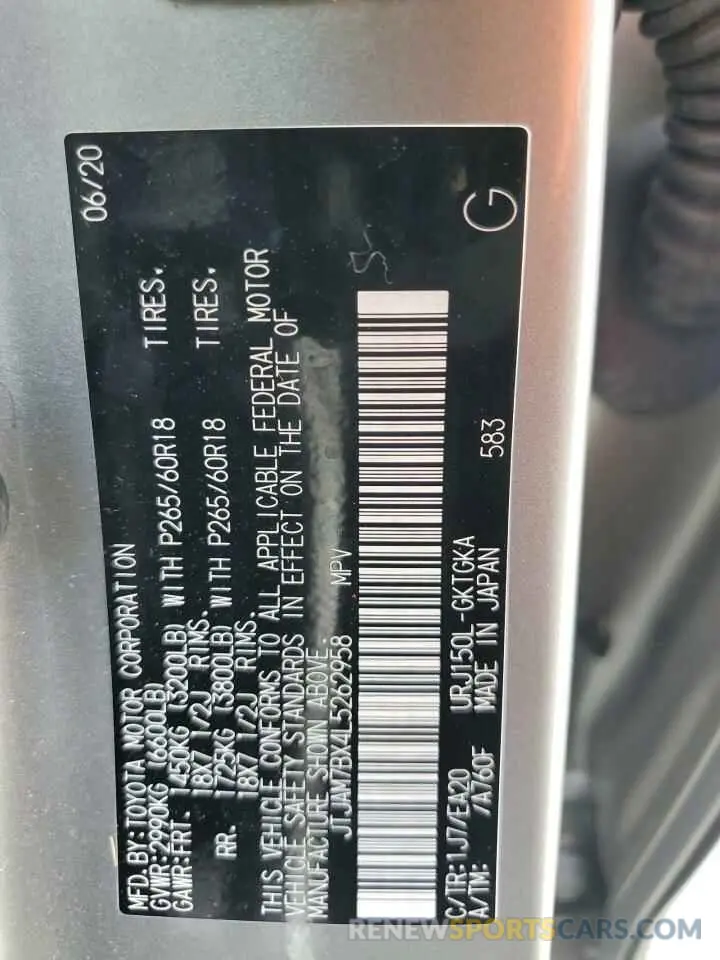 MFD.BY:TOYOTA MOTOR CORPORATION 06/20
GVWR:2990KG (6600LB)
GAWR:FRT. 1450KG (3200LB) WITH P265/60R18 TIRES.
18X7 1/2J RIMS.
RR. 1725KG (3800LB) WITH P265/60R18 TIRES.
18X7 1/2J RIMS.
THIS VEHICLE CONFORMS TO ALL APPLICABLE FEDERAL MOTOR
VEHICLE SAFETY STANDARDS IN EFFECT ON THE DATE OF
MANUFACTURE SHOWN ABOVE.
JTJAM7BX4L5262958 MPV
C/TR:1J7/EA20 URJ150L-GKTGKA
A/TM: /A760F MADE IN JAPAN 583
G
RENEWSPORTSCARS.COM